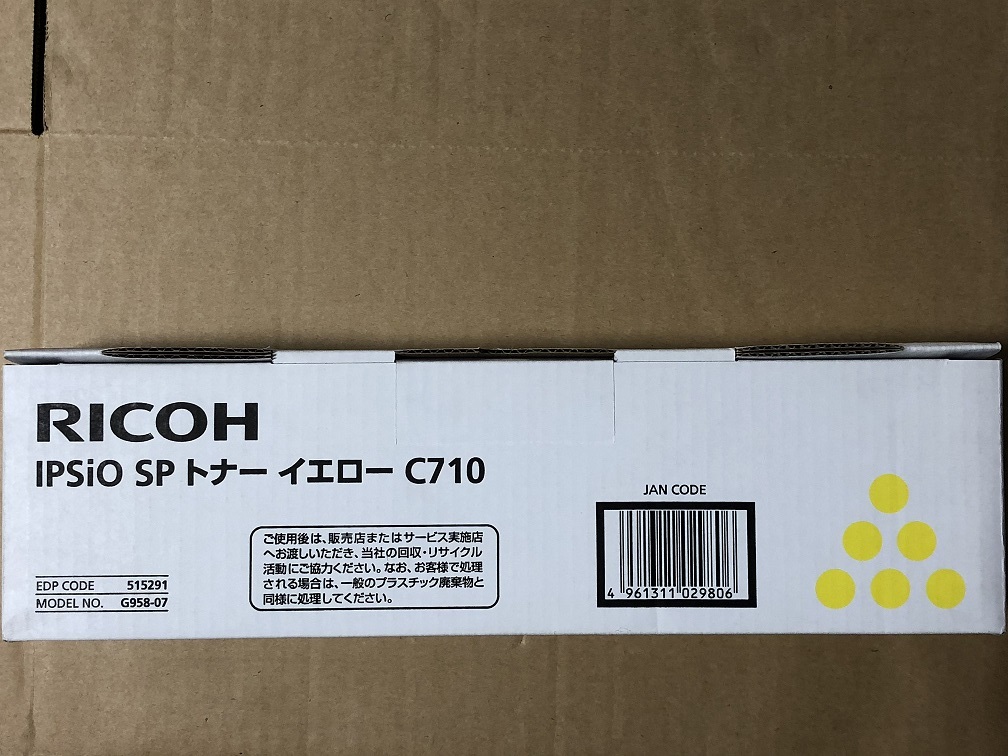 RICOH
IPSiO SP トナー イエロー C710
JAN CODE
4 961311 029806
ご使用後は、販売店またはサービス実施店
へお渡しいただき、当社の回収・リサイクル
活動にご協力ください。なお、お客様で処理
される場合は、一般のプラスチック廃棄物と
同様に処理してください。
EDP CODE 515291
MODEL NO. G958-07